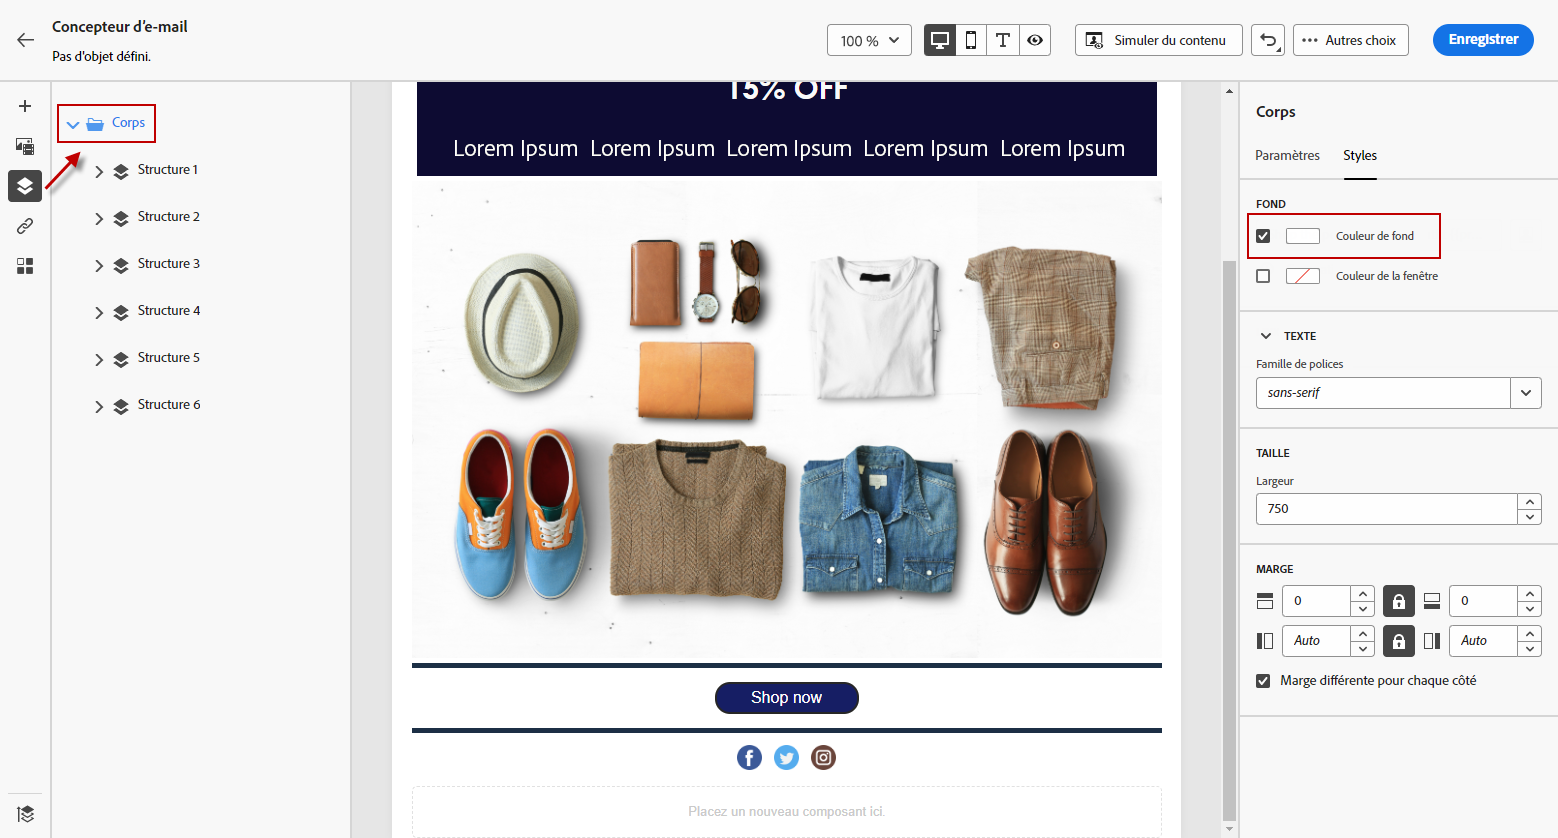 Concepteur d'e-mail
Pas d'objet défini.
100 %
T
Simuler du contenu
Autres choix
Enregistrer
Corps
Structure 1
Structure 2
Structure 3
Structure 4
Structure 5
Structure 6
15% OFF
Lorem Ipsum Lorem Ipsum Lorem Ipsum Lorem Ipsum Lorem Ipsum
Shop now
Placez un nouveau composant ici.
Corps
Paramètres Styles
FOND
Couleur de fond
Couleur de la fenêtre
TEXTE
Famille de polices
sans-serif
TAILLE
Largeur
750
MARGE
0 0
Auto Auto
Marge différente pour chaque côté